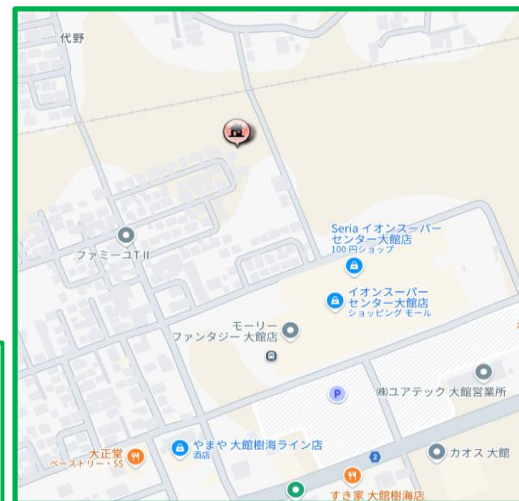 代野
ファミーユT II
Seria イオンスーパー
センター大館店
100 円ショップ
イオンスーパー
センター大館店
ショッピング モール
モーリー
ファンタジー 大館店
P
㈱ユアテック 大館営業所
大正堂
ペーストリー・SS
やまや 大館樹海ライン店
酒店
2
カオス 大館
すき家 大館樹海店